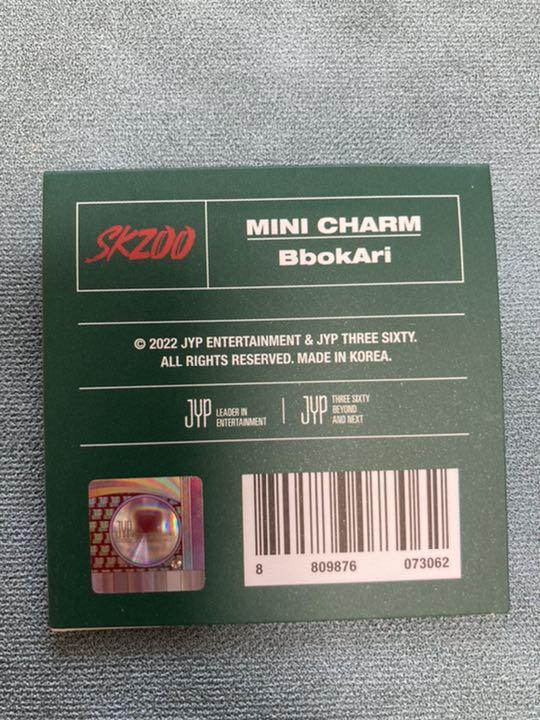 SKZOO
MINI CHARM
BbokAri
© 2022 JYP ENTERTAINMENT & JYP THREE SIXTY.
ALL RIGHTS RESERVED. MADE IN KOREA.
JYP LEADER IN ENTERTAINMENT | JYP THREE SIXTY BEYOND AND NEXT
JYP
8 809876 073062